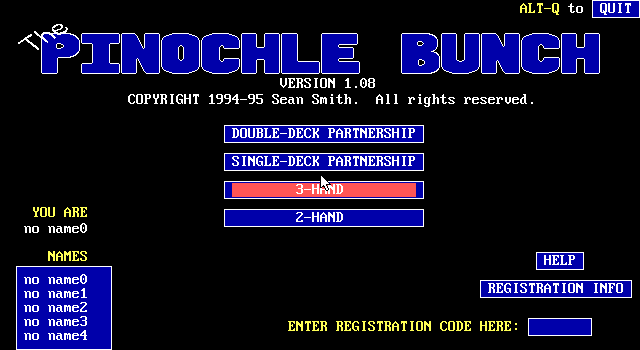 ALT-Q to QUIT
The
PINOCHLE BUNCH
VERSION 1.08
COPYRIGHT 1994-95 Sean Smith. All rights reserved.
DOUBLE-DECK PARTNERSHIP
SINGLE-DECK PARTNERSHIP
3-HAND
2-HAND
YOU ARE
no name0
NAMES
no name0
no name1
no name2
no name3
no name4
HELP
REGISTRATION INFO
ENTER REGISTRATION CODE HERE: